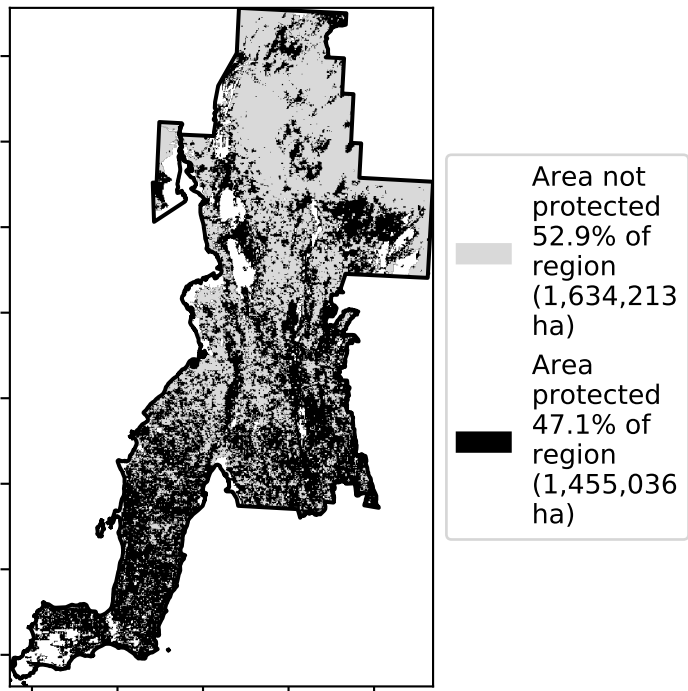 Area not
protected
52.9% of
region
(1,634,213
ha)
Area
protected
47.1% of
region
(1,455,036
ha)